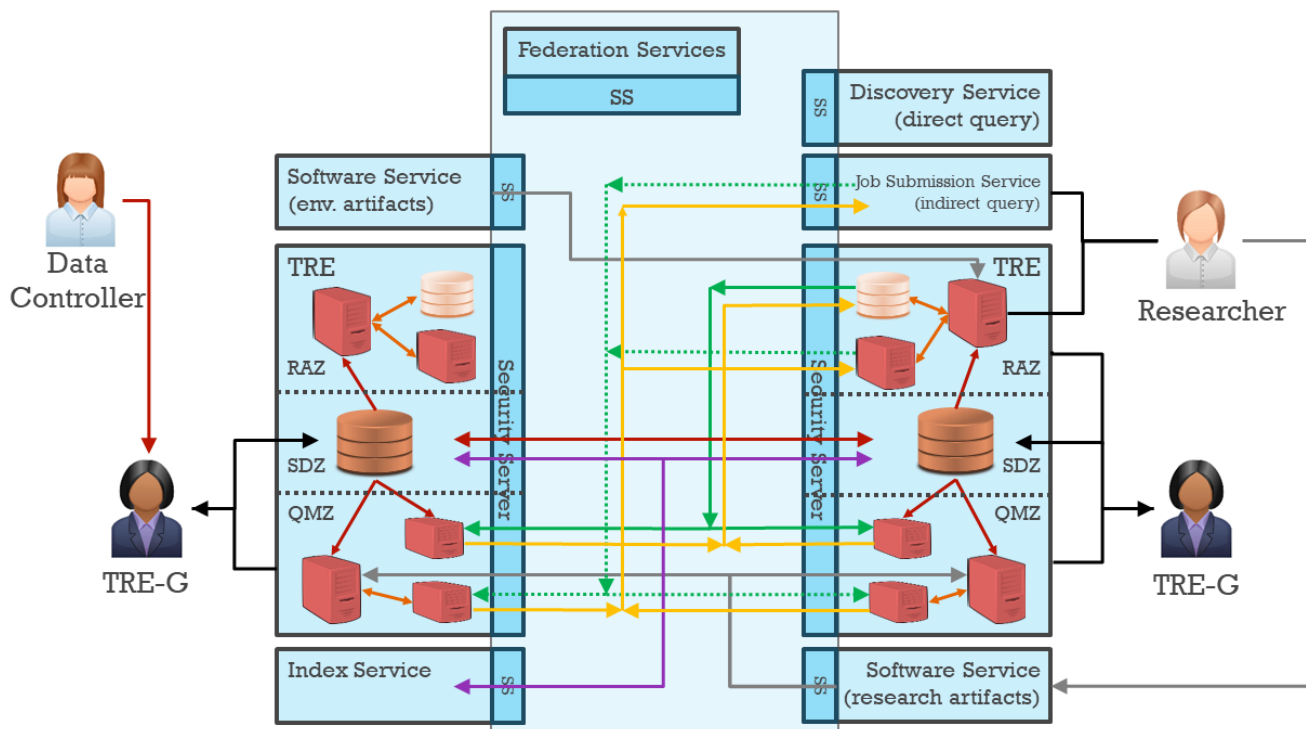 Federation Services
SS
SS
Discovery Service
(direct query)
Software Service
(env. artifacts)
SS
SS
Job Submission Service
(indirect query)
Data
Controller
TRE
RAZ
SDZ
QMZ
Security Server
Security Server
TRE
RAZ
SDZ
QMZ
Researcher
TRE-G
TRE-G
Index Service
SS
SS
Software Service
(research artifacts)